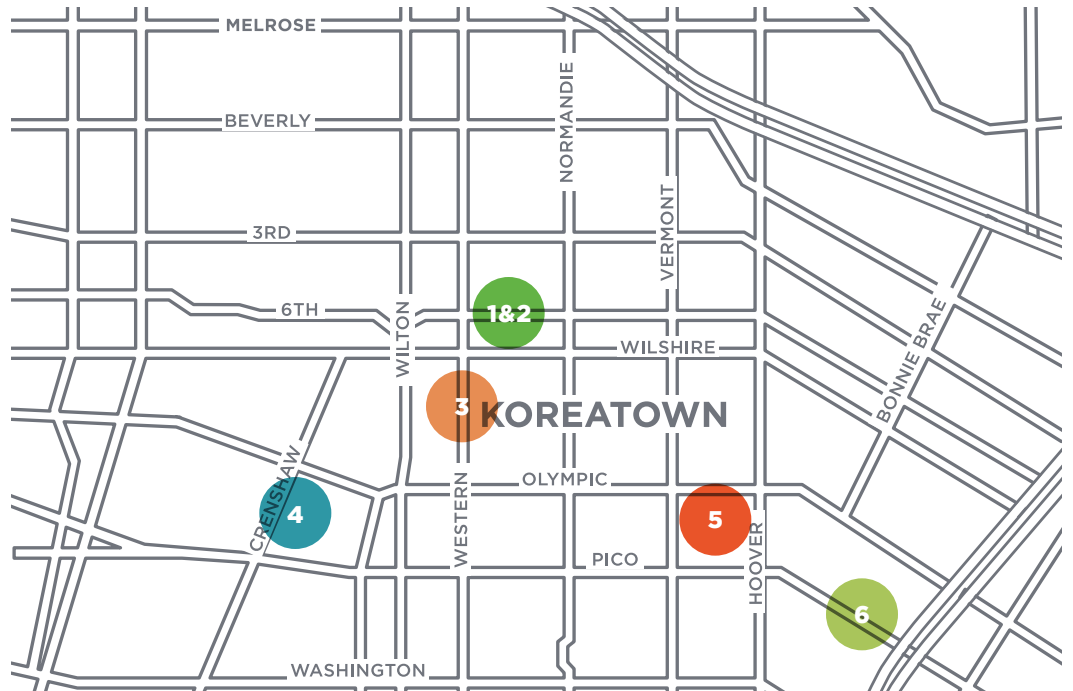 MELROSE
BEVERLY
NORMANDIE
3RD
VERMONT
6TH
1&2
WILTON
WILSHIRE
BONNIE BRAE
3
KOREATOWN
CRENSHAW
WESTERN
OLYMPIC
4
5
HOOVER
PICO
6
WASHINGTON